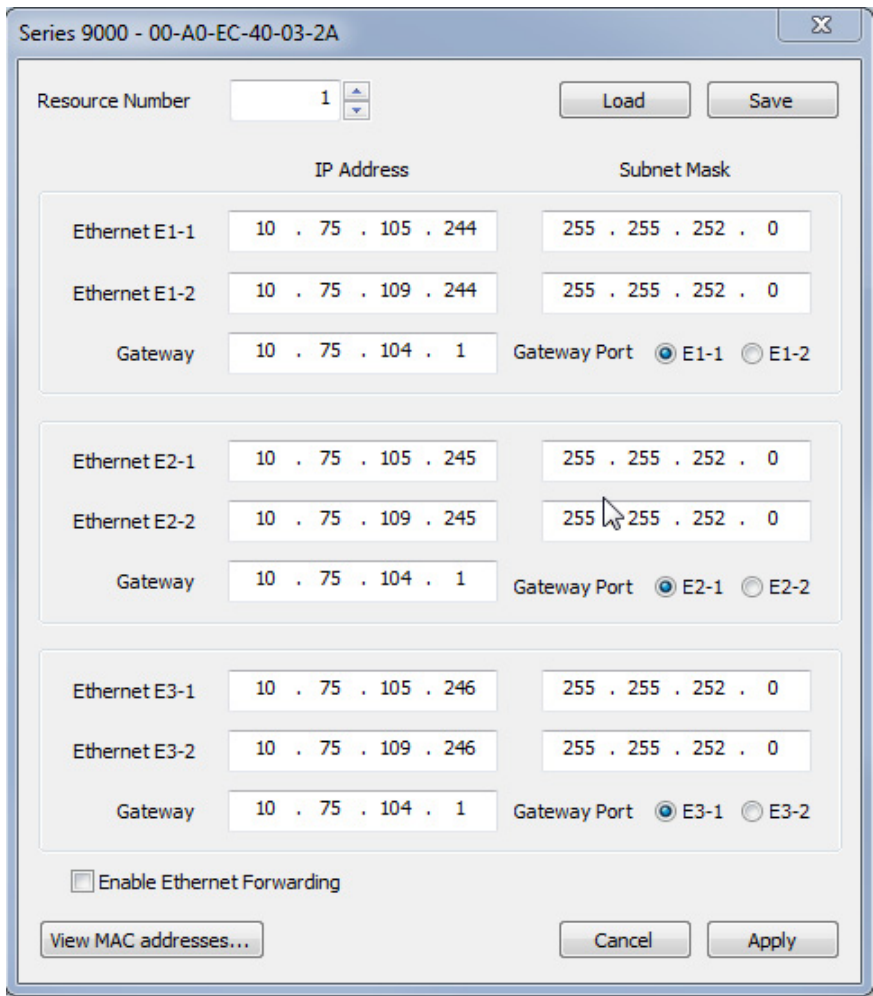 Series 9000 - 00-A0-EC-40-03-2A
Resource Number 1 Load Save
IP Address Subnet Mask
Ethernet E1-1 10 . 75 . 105 . 244 255 . 255 . 252 . 0
Ethernet E1-2 10 . 75 . 109 . 244 255 . 255 . 252 . 0
Gateway 10 . 75 . 104 . 1 Gateway Port E1-1 E1-2
Ethernet E2-1 10 . 75 . 105 . 245 255 . 255 . 252 . 0
Ethernet E2-2 10 . 75 . 109 . 245 255 . 255 . 252 . 0
Gateway 10 . 75 . 104 . 1 Gateway Port E2-1 E2-2
Ethernet E3-1 10 . 75 . 105 . 246 255 . 255 . 252 . 0
Ethernet E3-2 10 . 75 . 109 . 246 255 . 255 . 252 . 0
Gateway 10 . 75 . 104 . 1 Gateway Port E3-1 E3-2
Enable Ethernet Forwarding
View MAC addresses... Cancel Apply